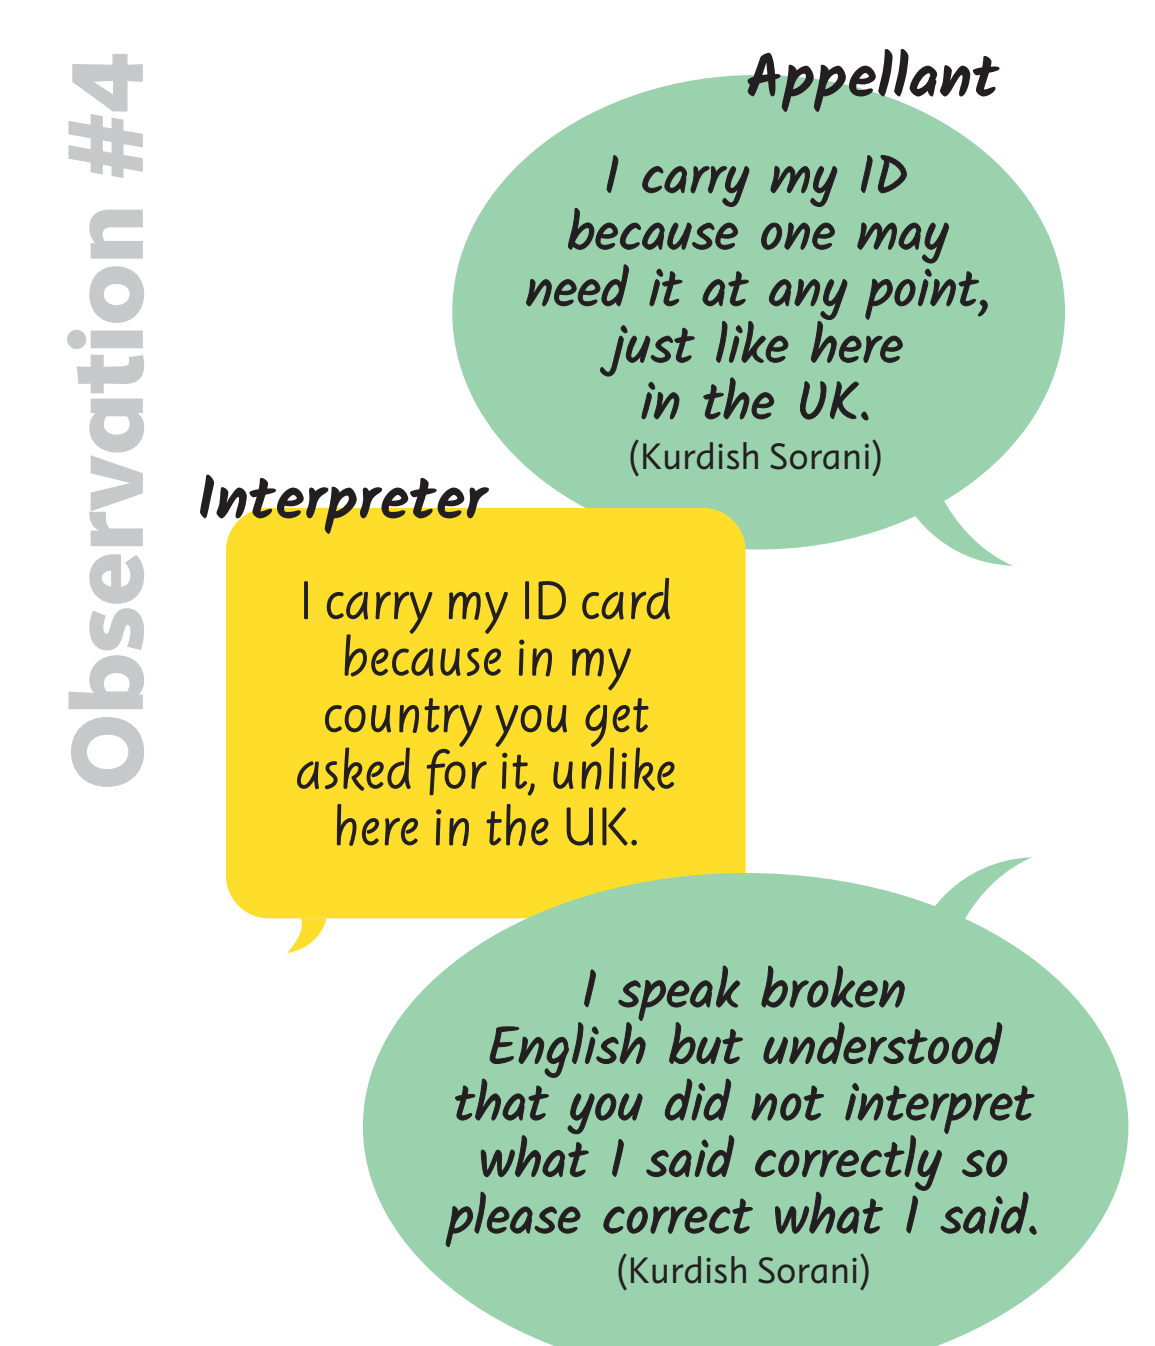 Observation #4
Appellant
I carry my ID
because one may
need it at any point,
just like here
in the UK.
(Kurdish Sorani)
Interpreter
I carry my ID card
because in my
country you get
asked for it, unlike
here in the UK.
I speak broken
English but understood
that you did not interpret
what I said correctly so
please correct what I said.
(Kurdish Sorani)